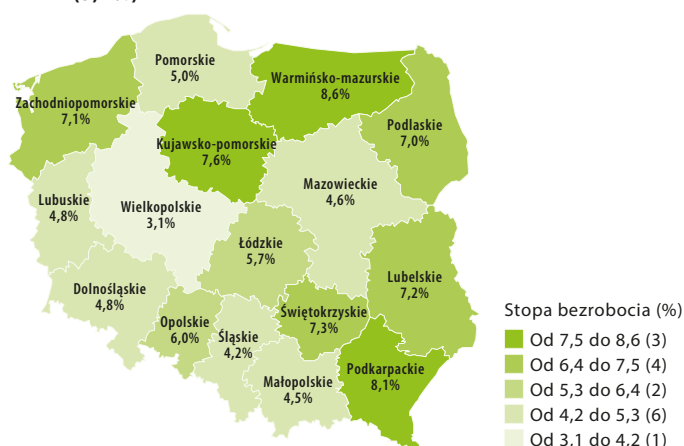 Pomorskie
5,0%
Warmińsko-mazurskie
8,6%
Zachodniopomorskie
7,1%
Podlaskie
7,0%
Kujawsko-pomorskie
7,6%
Mazowieckie
4,6%
Lubuskie
4,8%
Wielkopolskie
3,1%
Łódzkie
5,7%
Lubelskie
7,2%
Dolnośląskie
4,8%
Opolskie
6,0%
Śląskie
4,2%
Świętokrzyskie
7,3%
Małopolskie
4,5%
Podkarpackie
8,1%
Stopa bezrobocia (%)
Od 7,5 do 8,6 (3)
Od 6,4 do 7,5 (4)
Od 5,3 do 6,4 (2)
Od 4,2 do 5,3 (6)
Od 3,1 do 4,2 (1)